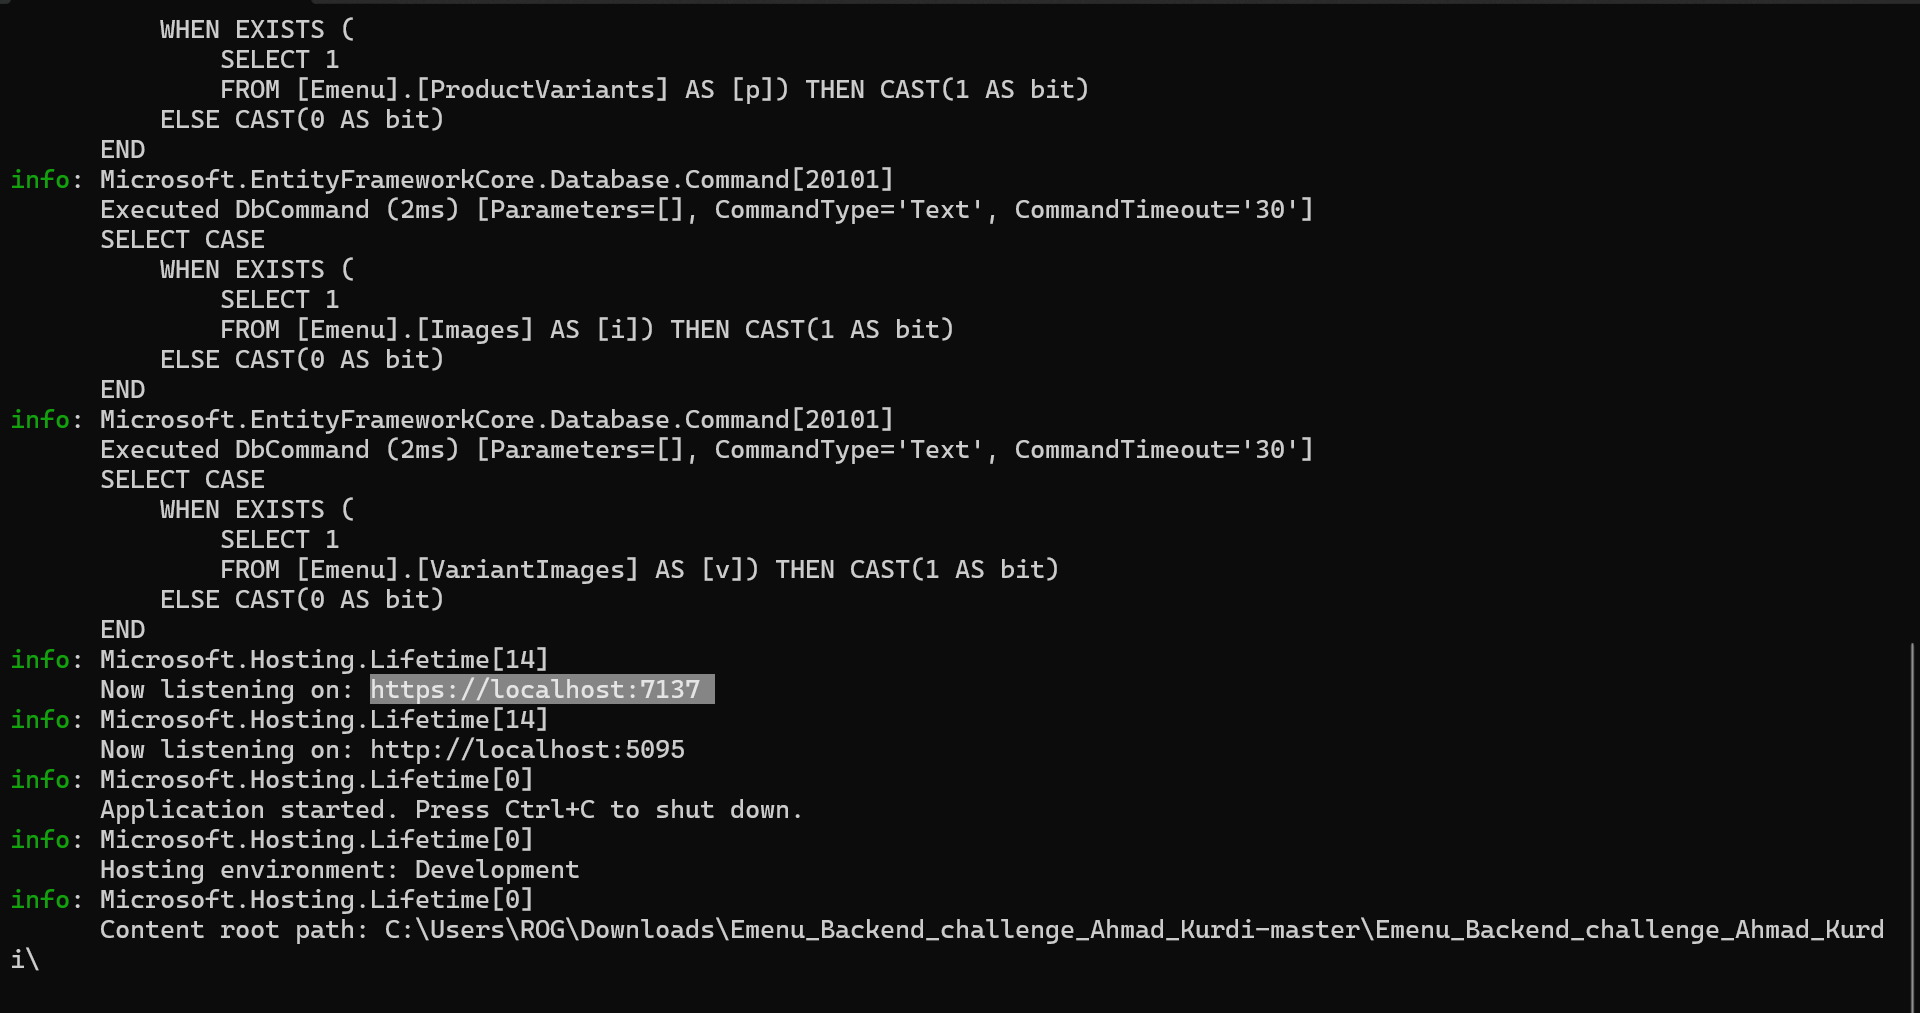 WHEN EXISTS (
SELECT 1
FROM [Emenu].[ProductVariants] AS [p]) THEN CAST(1 AS bit)
ELSE CAST(0 AS bit)
END
info: Microsoft.EntityFrameworkCore.Database.Command[20101]
Executed DbCommand (2ms) [Parameters=[], CommandType='Text', CommandTimeout='30']
SELECT CASE
WHEN EXISTS (
SELECT 1
FROM [Emenu].[Images] AS [i]) THEN CAST(1 AS bit)
ELSE CAST(0 AS bit)
END
info: Microsoft.EntityFrameworkCore.Database.Command[20101]
Executed DbCommand (2ms) [Parameters=[], CommandType='Text', CommandTimeout='30']
SELECT CASE
WHEN EXISTS (
SELECT 1
FROM [Emenu].[VariantImages] AS [v]) THEN CAST(1 AS bit)
ELSE CAST(0 AS bit)
END
info: Microsoft.Hosting.Lifetime[14]
Now listening on: https://localhost:7137
info: Microsoft.Hosting.Lifetime[14]
Now listening on: http://localhost:5095
info: Microsoft.Hosting.Lifetime[0]
Application started. Press Ctrl+C to shut down.
info: Microsoft.Hosting.Lifetime[0]
Hosting environment: Development
info: Microsoft.Hosting.Lifetime[0]
Content root path: C:\Users\ROG\Downloads\Emenu_Backend_challenge_Ahmad_Kurdi-master\Emenu_Backend_challenge_Ahmad_Kurd
i\